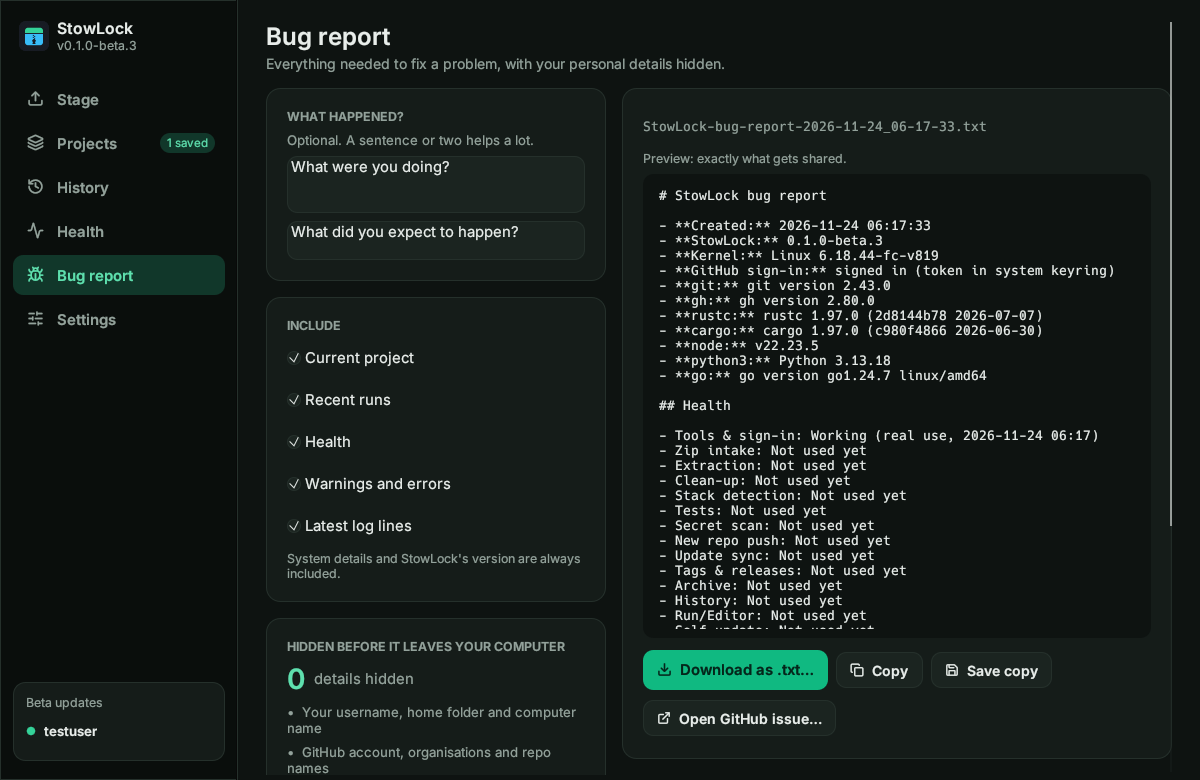 StowLock
v0.1.0-beta.3
Stage
Projects
1 saved
History
Health
Bug report
Settings
Beta updates
testuser
Bug report
Everything needed to fix a problem, with your personal details hidden.
WHAT HAPPENED?
Optional. A sentence or two helps a lot.
What were you doing?
What did you expect to happen?
INCLUDE
Current project
Recent runs
Health
Warnings and errors
Latest log lines
System details and StowLock's version are always
included.
HIDDEN BEFORE IT LEAVES YOUR COMPUTER
0 details hidden
• Your username, home folder and computer
name
• GitHub account, organisations and repo
names
StowLock-bug-report-2026-11-24_06-17-33.txt
Preview: exactly what gets shared.
# StowLock bug report
- **Created:** 2026-11-24 06:17:33
- **StowLock:** 0.1.0-beta.3
- **Kernel:** Linux 6.18.44-fc-v819
- **GitHub sign-in:** signed in (token in system keyring)
- **git:** git version 2.43.0
- **gh:** gh version 2.80.0
- **rustc:** rustc 1.97.0 (2d8144b78 2026-07-07)
- **cargo:** cargo 1.97.0 (c980f4866 2026-06-30)
- **node:** v22.23.5
- **python3:** Python 3.13.18
- **go:** go version go1.24.7 linux/amd64
## Health
- Tools & sign-in: Working (real use, 2026-11-24 06:17)
- Zip intake: Not used yet
- Extraction: Not used yet
- Clean-up: Not used yet
- Stack detection: Not used yet
- Tests: Not used yet
- Secret scan: Not used yet
- New repo push: Not used yet
- Update sync: Not used yet
- Tags & releases: Not used yet
- Archive: Not used yet
- History: Not used yet
- Run/Editor: Not used yet
- Self-update: Not used yet
Download as .txt...
Copy
Save copy
Open GitHub issue...